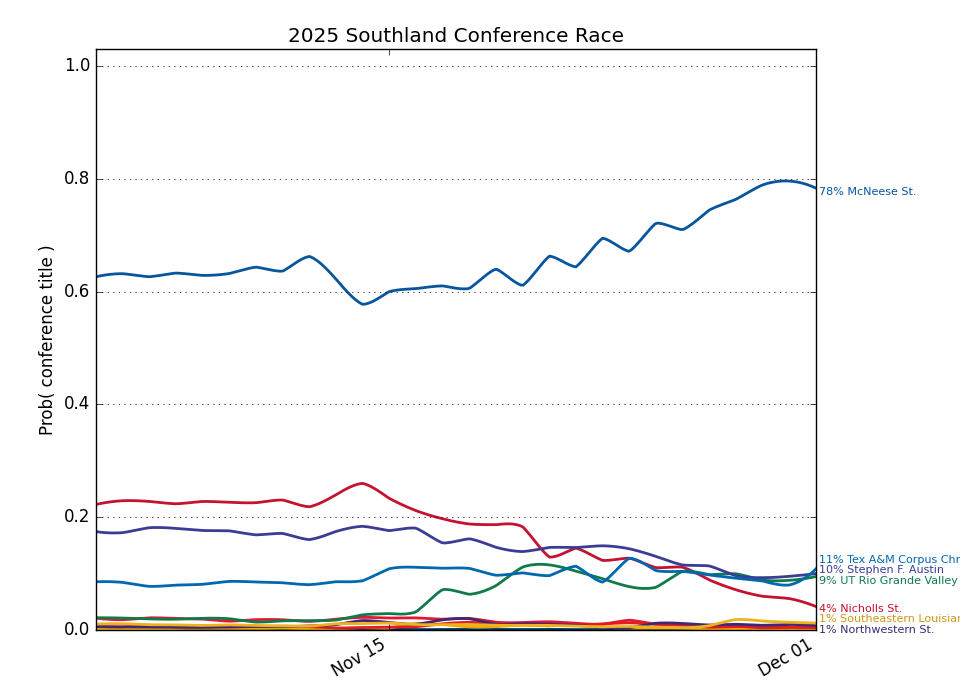 2025 Southland Conference Race
1.0
0.8
0.6
0.4
0.2
0.0
Prob( conference title )
Nov 15
Dec 01
78% McNeese St.
11% Tex A&M Corpus Chr
10% Stephen F. Austin
9% UT Rio Grande Valley
4% Nicholls St.
1% Southeastern Louisian
1% Northwestern St.